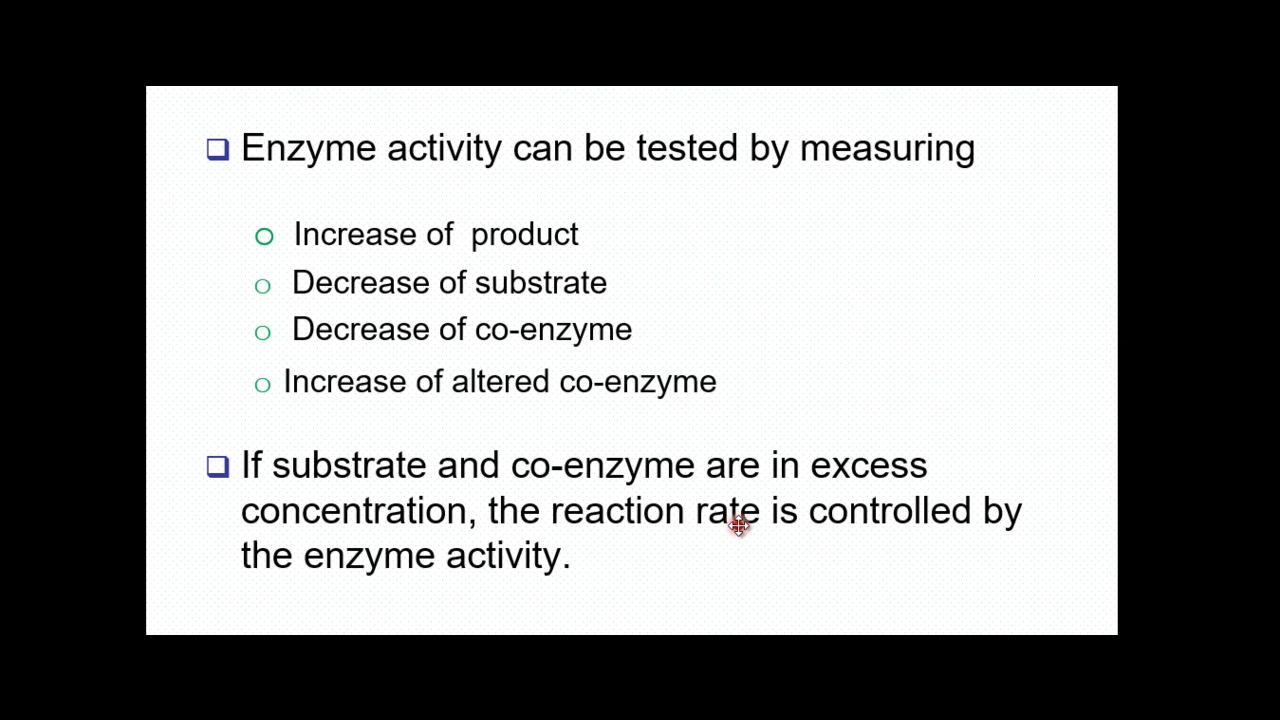 Enzyme activity can be tested by measuring
Increase of  product
Decrease of substrate
Decrease of co-enzyme
Increase of altered co-enzyme
If substrate and co-enzyme are in excess
concentration, the reaction rate is controlled by
the enzyme activity.